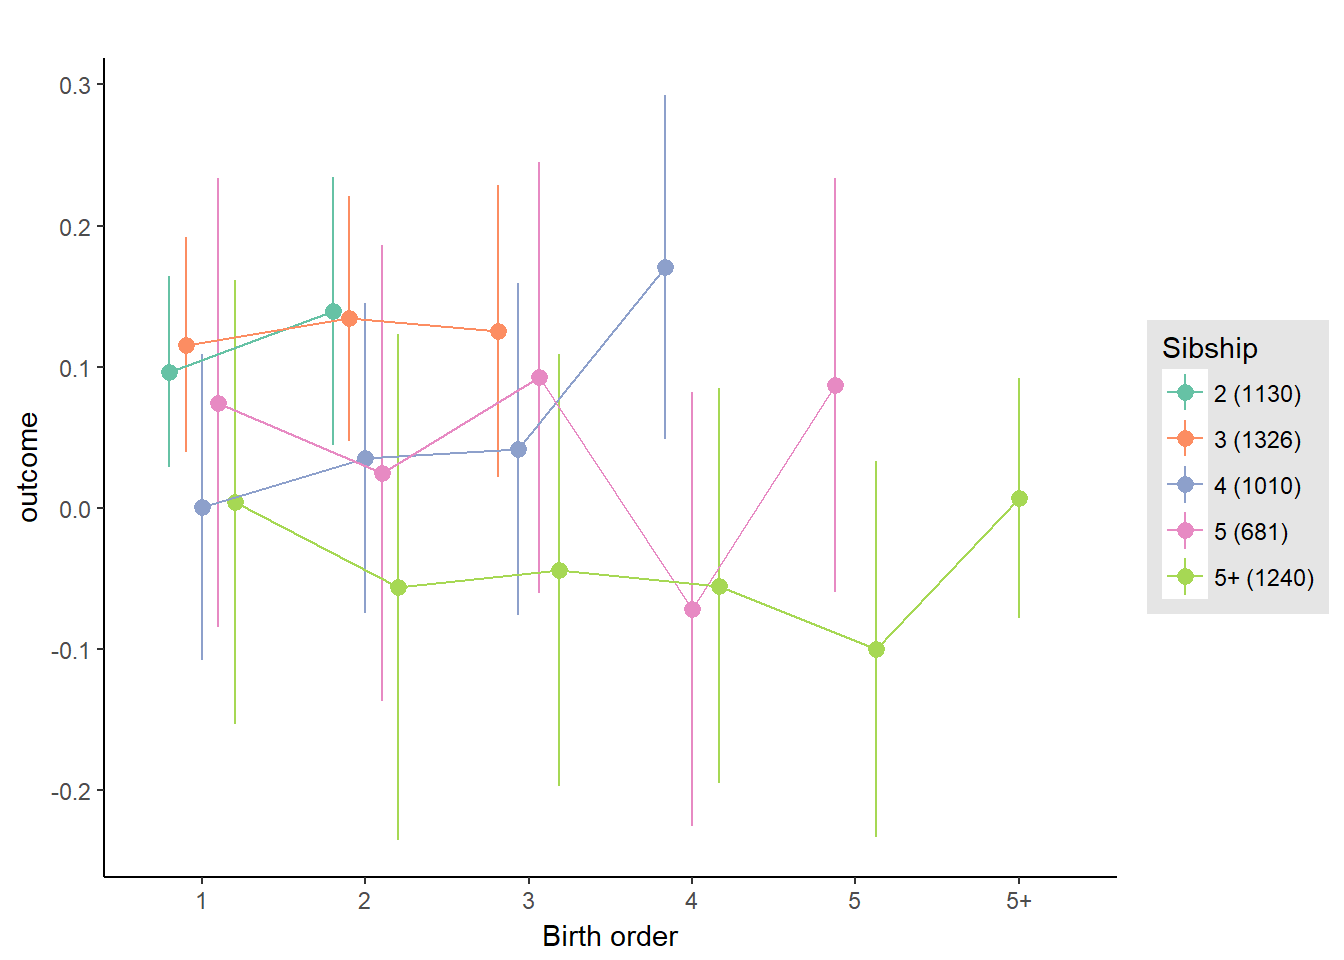 0.3
0.2
0.1
0.0
-0.1
-0.2
outcome
1 2 3 4 5 5+
Birth order
Sibship
2 (1130)
3 (1326)
4 (1010)
5 (681)
5+ (1240)